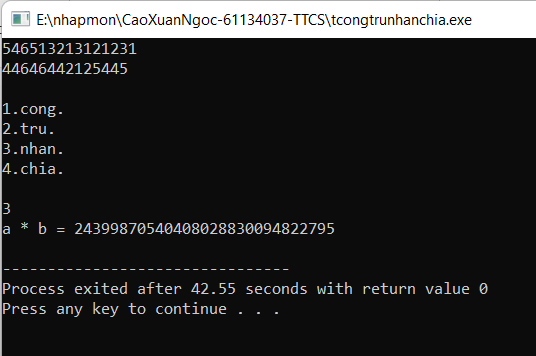 E:\nhapmon\CaoXuanNgoc-61134037-TTCS\tcongtrunhanchia.exe
546513213121231
44646442125445
1.cong.
2.tru.
3.nhan.
4.chia.
3
a * b = 24399870540408028830094822795
--------------------------------
Process exited after 42.55 seconds with return value 0
Press any key to continue . . .